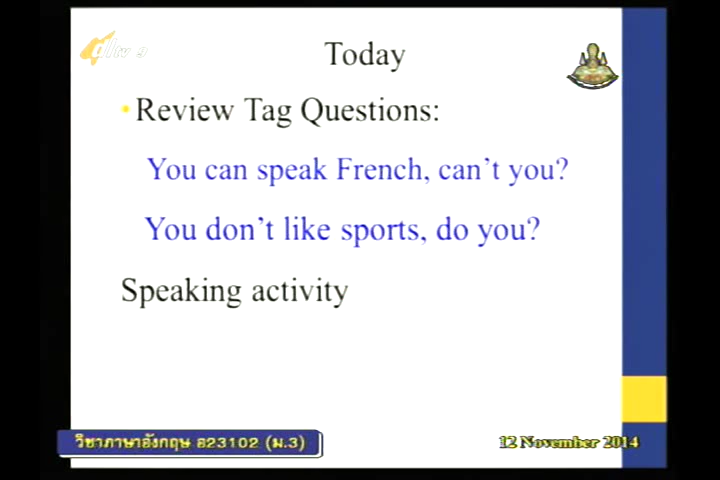 Today
• Review Tag Questions:
You can speak French, can't you?
You don't like sports, do you?
Speaking activity
วิชาภาษาอังกฤษ อ23102 (ม.3)
12 November 2014